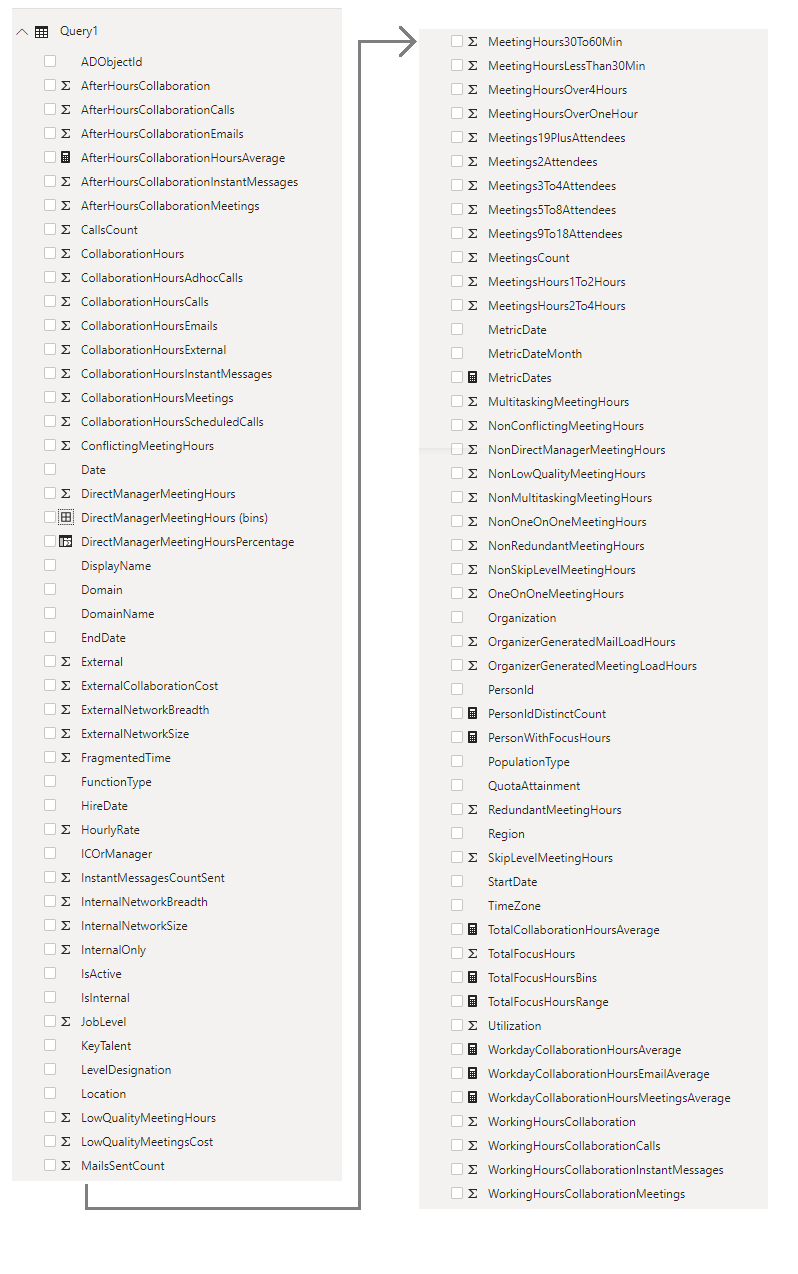 Query1
ADObjectId
AfterHoursCollaboration
AfterHoursCollaborationCalls
AfterHoursCollaborationEmails
AfterHoursCollaborationHoursAverage
AfterHoursCollaborationInstantMessages
AfterHoursCollaborationMeetings
CallsCount
CollaborationHours
CollaborationHoursAdhocCalls
CollaborationHoursCalls
CollaborationHoursEmails
CollaborationHoursExternal
CollaborationHoursInstantMessages
CollaborationHoursMeetings
CollaborationHoursScheduledCalls
ConflictingMeetingHours
Date
DirectManagerMeetingHours
DirectManagerMeetingHours (bins)
DirectManagerMeetingHoursPercentage
DisplayName
Domain
DomainName
EndDate
External
ExternalCollaborationCost
ExternalNetworkBreadth
ExternalNetworkSize
FragmentedTime
FunctionType
HireDate
HourlyRate
ICOrManager
InstantMessagesCountSent
InternalNetworkBreadth
InternalNetworkSize
InternalOnly
IsActive
IsInternal
JobLevel
KeyTalent
LevelDesignation
Location
LowQualityMeetingHours
LowQualityMeetingsCost
MailsSentCount
MeetingHours30To60Min
MeetingHoursLessThan30Min
MeetingHoursOver4Hours
MeetingHoursOverOneHour
Meetings19PlusAttendees
Meetings2Attendees
Meetings3To4Attendees
Meetings5To8Attendees
Meetings9To18Attendees
MeetingsCount
MeetingsHours1To2Hours
MeetingsHours2To4Hours
MetricDate
MetricDateMonth
MetricDates
MultitaskingMeetingHours
NonConflictingMeetingHours
NonDirectManagerMeetingHours
NonLowQualityMeetingHours
NonMultitaskingMeetingHours
NonOneOnOneMeetingHours
NonRedundantMeetingHours
NonSkipLevelMeetingHours
OneOnOneMeetingHours
Organization
OrganizerGeneratedMailLoadHours
OrganizerGeneratedMeetingLoadHours
PersonId
PersonIdDistinctCount
PersonWithFocusHours
PopulationType
QuotaAttainment
RedundantMeetingHours
Region
SkipLevelMeetingHours
StartDate
TimeZone
TotalCollaborationHoursAverage
TotalFocusHours
TotalFocusHoursBins
TotalFocusHoursRange
Utilization
WorkdayCollaborationHoursAverage
WorkdayCollaborationHoursEmailAverage
WorkdayCollaborationHoursMeetingsAverage
WorkingHoursCollaboration
WorkingHoursCollaborationCalls
WorkingHoursCollaborationInstantMessages
WorkingHoursCollaborationMeetings